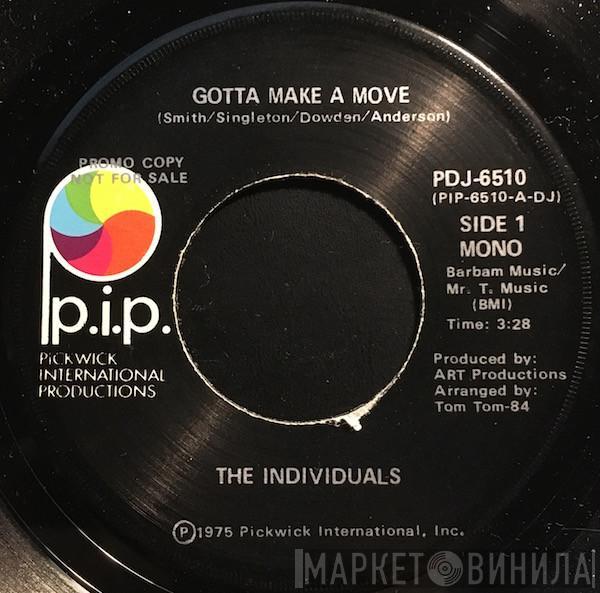 GOTTA MAKE A MOVE
(Smith/Singleton/Dowden/Anderson)
PROMO COPY
NOT FOR SALE
p.i.p.
PICKWICK
INTERNATIONAL
PRODUCTIONS
PDJ-6510
(PIP-6510-A-DJ)
SIDE 1
MONO
Barbam Music/
Mr. T. Music
(BMI)
Time: 3:28
Produced by:
ART Productions
Arranged by:
Tom Tom-84
THE INDIVIDUALS
Ⓟ1975 Pickwick International, Inc.
МАРКЕТ ВИНИЛА